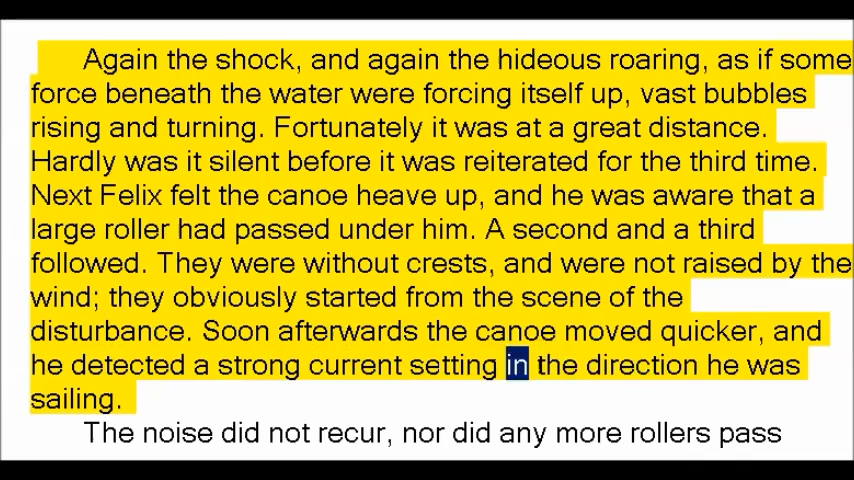 Again the shock, and again the hideous roaring, as if some
force beneath the water were forcing itself up, vast bubbles
rising and turning. Fortunately it was at a great distance.
Hardly was it silent before it was reiterated for the third time.
Next Felix felt the canoe heave up, and he was aware that a
large roller had passed under him. A second and a third
followed. They were without crests, and were not raised by the
wind; they obviously started from the scene of the
disturbance. Soon afterwards the canoe moved quicker, and
he detected a strong current setting in the direction he was
sailing.
The noise did not recur, nor did any more rollers pass